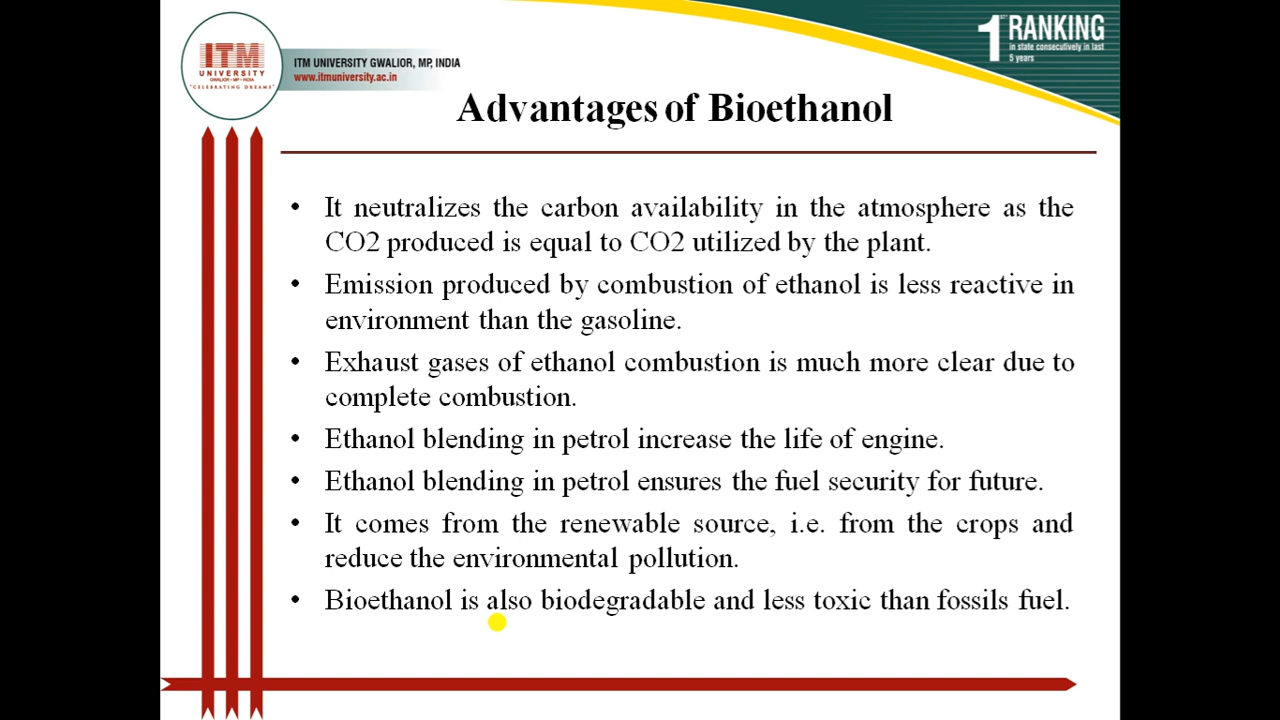 ITM
UNIVERSITY
GWALIOR • MP • INDIA
"CELEBRATING DREAMS"
ITM UNIVERSITY GWALIOR, MP, INDIA
www.itmuniversity.ac.in
1ST RANKING
in state consecutively in last
5 years
Advantages of Bioethanol
• It neutralizes the carbon availability in the atmosphere as the
CO2 produced is equal to CO2 utilized by the plant.
• Emission produced by combustion of ethanol is less reactive in
environment than the gasoline.
• Exhaust gases of ethanol combustion is much more clear due to
complete combustion.
• Ethanol blending in petrol increase the life of engine.
• Ethanol blending in petrol ensures the fuel security for future.
• It comes from the renewable source, i.e. from the crops and
reduce the environmental pollution.
• Bioethanol is also biodegradable and less toxic than fossils fuel.